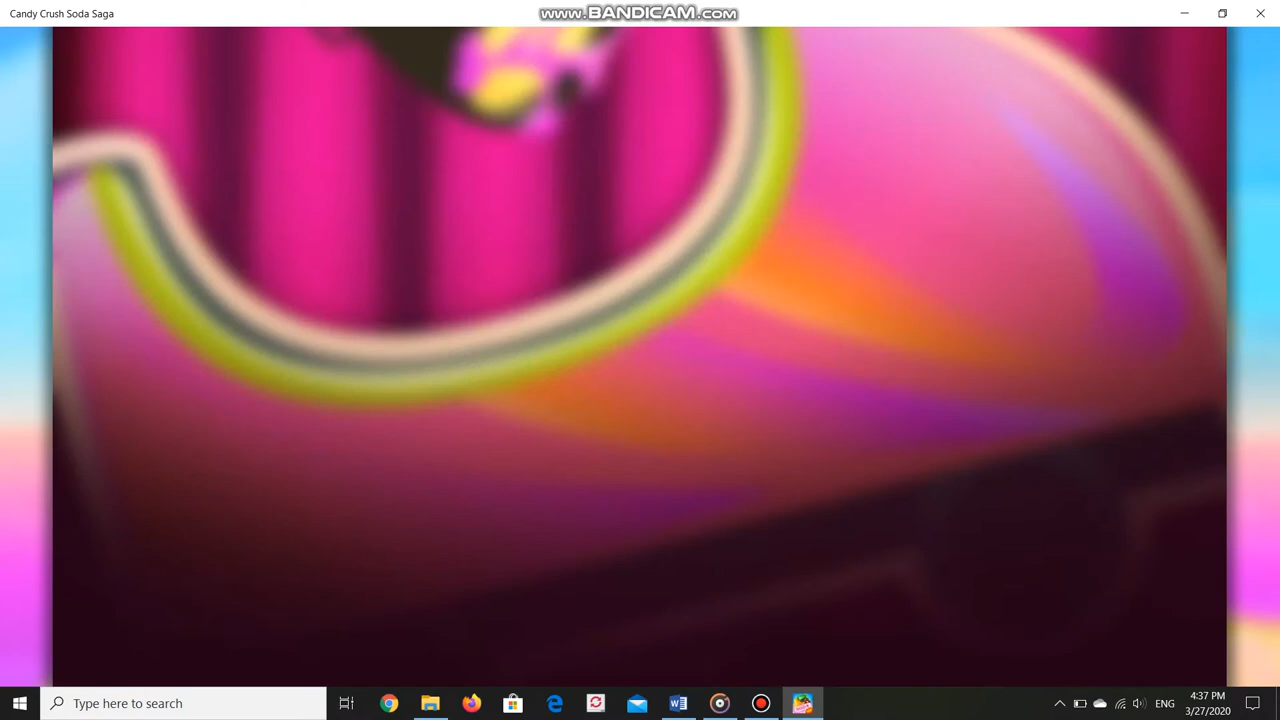 Candy Crush Soda Saga
www.BANDICAM.com
Type here to search
ENG
4:37 PM
3/27/2020